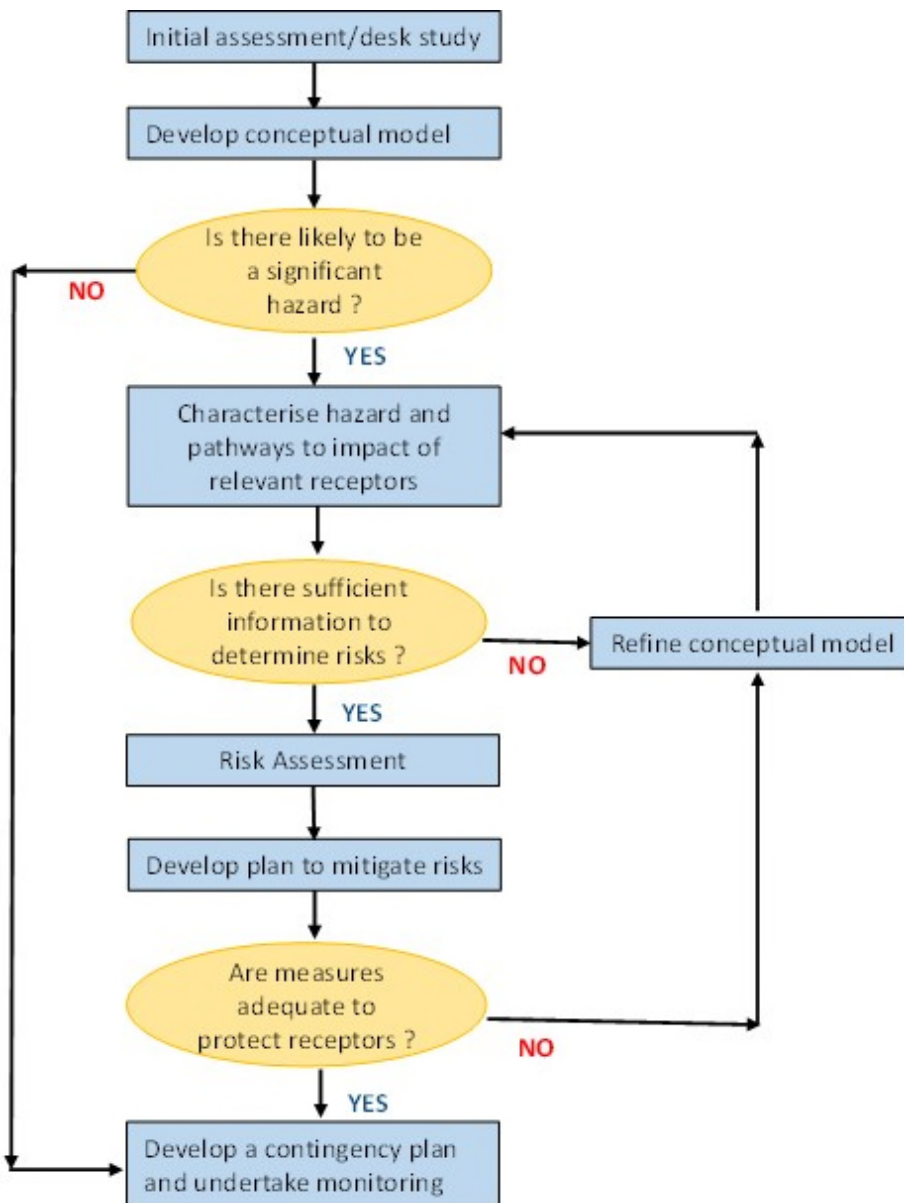 Initial assessment/desk study
Develop conceptual model
Is there likely to be
a significant
hazard ?
NO
YES
Characterise hazard and
pathways to impact of
relevant receptors
Is there sufficient
information to
determine risks ?
NO
Refine conceptual model
YES
Risk Assessment
Develop plan to mitigate risks
Are measures
adequate to
protect receptors ?
NO
YES
Develop a contingency plan
and undertake monitoring